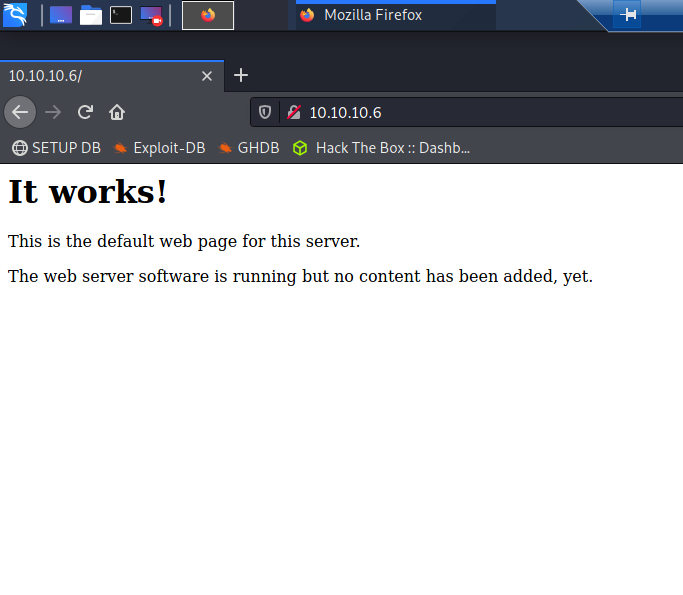 Mozilla Firefox
10.10.10.6/
10.10.10.6
SETUP DB Exploit-DB GHDB Hack The Box :: Dashb...
It works!
This is the default web page for this server.
The web server software is running but no content has been added, yet.